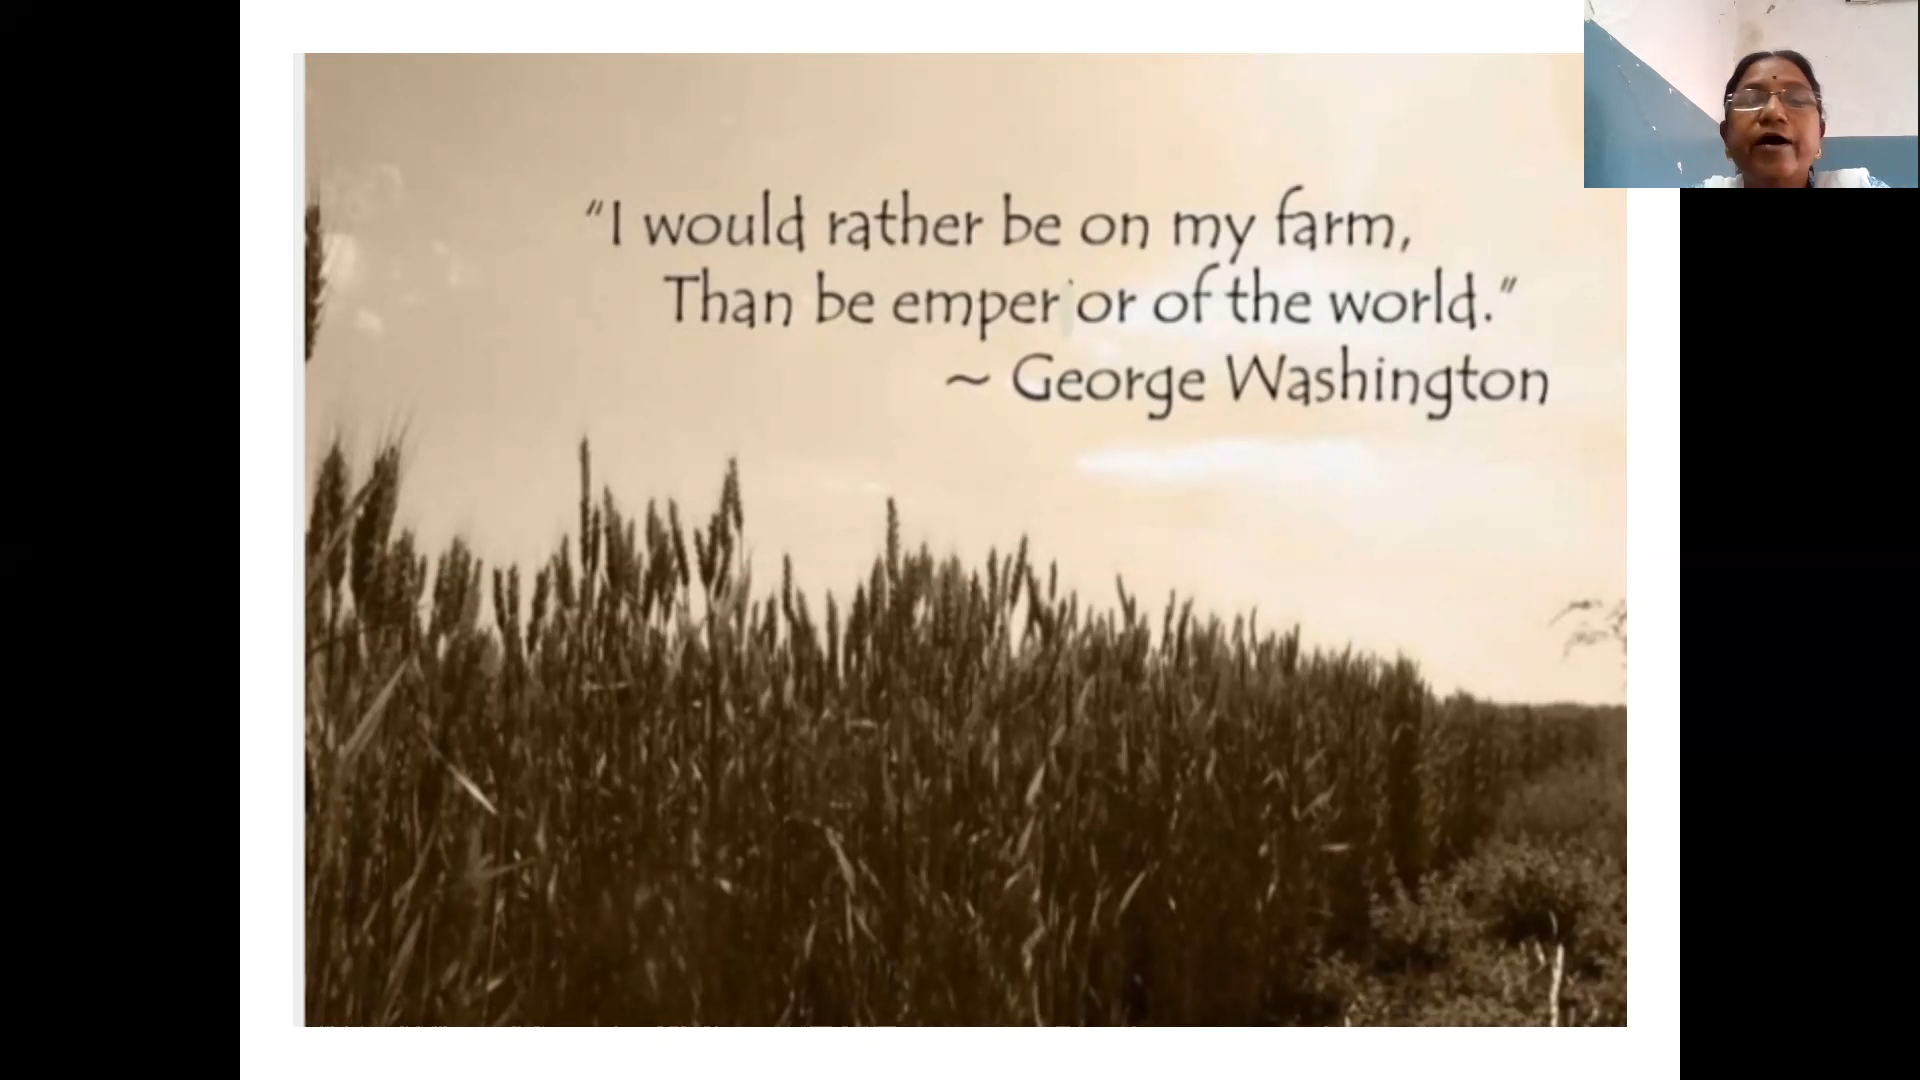 “I would rather be on my farm,
Than be emper or of the world.”
~ George Washington